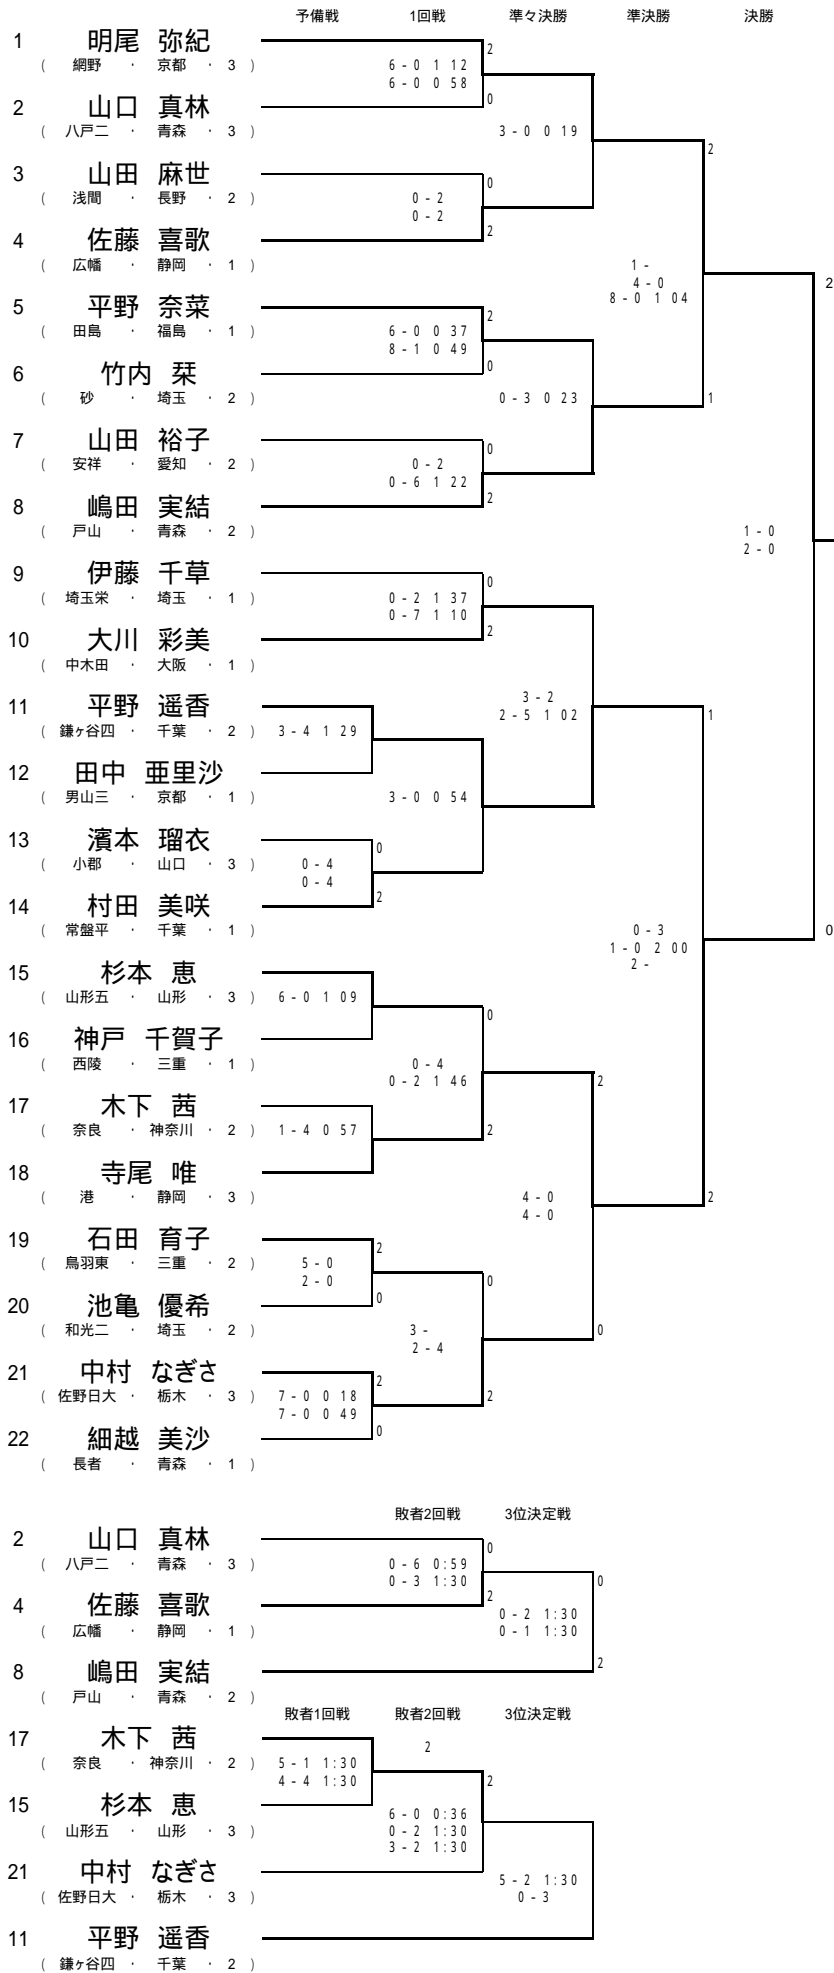 予備戦 1回戦 準々決勝 準決勝 決勝
1 明尾 弥紀
( 網野 ・ 京都 ・ 3 )
2
6 - 0 1 12
6 - 0 0 58
2 山口 真林
( 八戸二 ・ 青森 ・ 3 )
0
3 - 0 0 19
2
3 山田 麻世
( 浅間 ・ 長野 ・ 2 )
0
0 - 2
0 - 2
4 佐藤 喜歌
( 広幡 ・ 静岡 ・ 1 )
2
1 -
4 - 0
8 - 0 1 04
2
5 平野 奈菜
( 田島 ・ 福島 ・ 1 )
2
6 - 0 0 37
8 - 1 0 49
6 竹内 栞
( 砂 ・ 埼玉 ・ 2 )
0
0 - 3 0 23
1
7 山田 裕子
( 安祥 ・ 愛知 ・ 2 )
0
0 - 2
0 - 6 1 22
8 嶋田 実結
( 戸山 ・ 青森 ・ 2 )
2
1 - 0
2 - 0
9 伊藤 千草
( 埼玉栄 ・ 埼玉 ・ 1 )
0
0 - 2 1 37
0 - 7 1 10
10 大川 彩美
( 中木田 ・ 大阪 ・ 1 )
2
3 - 2
2 - 5 1 02
1
11 平野 遥香
( 鎌ヶ谷四 ・ 千葉 ・ 2 )
3 - 4 1 29
12 田中 亜里沙
( 男山三 ・ 京都 ・ 1 )
3 - 0 0 54
13 濱本 瑠衣
( 小郡 ・ 山口 ・ 3 )
0
0 - 4
0 - 4
14 村田 美咲
( 常盤平 ・ 千葉 ・ 1 )
2
0 - 3
1 - 0 2 00
2 -
0
15 杉本 恵
( 山形五 ・ 山形 ・ 3 )
6 - 0 1 09
0
16 神戸 千賀子
( 西陵 ・ 三重 ・ 1 )
0 - 4
0 - 2 1 46
2
17 木下 茜
( 奈良 ・ 神奈川 ・ 2 )
1 - 4 0 57
2
18 寺尾 唯
( 港 ・ 静岡 ・ 3 )
4 - 0
4 - 0
2
19 石田 育子
( 鳥羽東 ・ 三重 ・ 2 )
2
5 - 0
2 - 0
0
20 池亀 優希
( 和光二 ・ 埼玉 ・ 2 )
0
3 -
2 - 4
0
21 中村 なぎさ
( 佐野日大 ・ 栃木 ・ 3 )
2
7 - 0 0 18
7 - 0 0 49
2
22 細越 美沙
( 長者 ・ 青森 ・ 1 )
0
敗者2回戦 3位決定戦
2 山口 真林
( 八戸二 ・ 青森 ・ 3 )
0
0 - 6 0:59
0 - 3 1:30
0
4 佐藤 喜歌
( 広幡 ・ 静岡 ・ 1 )
2
0 - 2 1:30
0 - 1 1:30
8 嶋田 実結
( 戸山 ・ 青森 ・ 2 )
2
敗者1回戦 敗者2回戦 3位決定戦
17 木下 茜
( 奈良 ・ 神奈川 ・ 2 )
2
5 - 1 1:30
4 - 4 1:30
2
15 杉本 恵
( 山形五 ・ 山形 ・ 3 )
6 - 0 0:36
0 - 2 1:30
3 - 2 1:30
21 中村 なぎさ
( 佐野日大 ・ 栃木 ・ 3 )
5 - 2 1:30
0 - 3
11 平野 遥香
( 鎌ヶ谷四 ・ 千葉 ・ 2 )